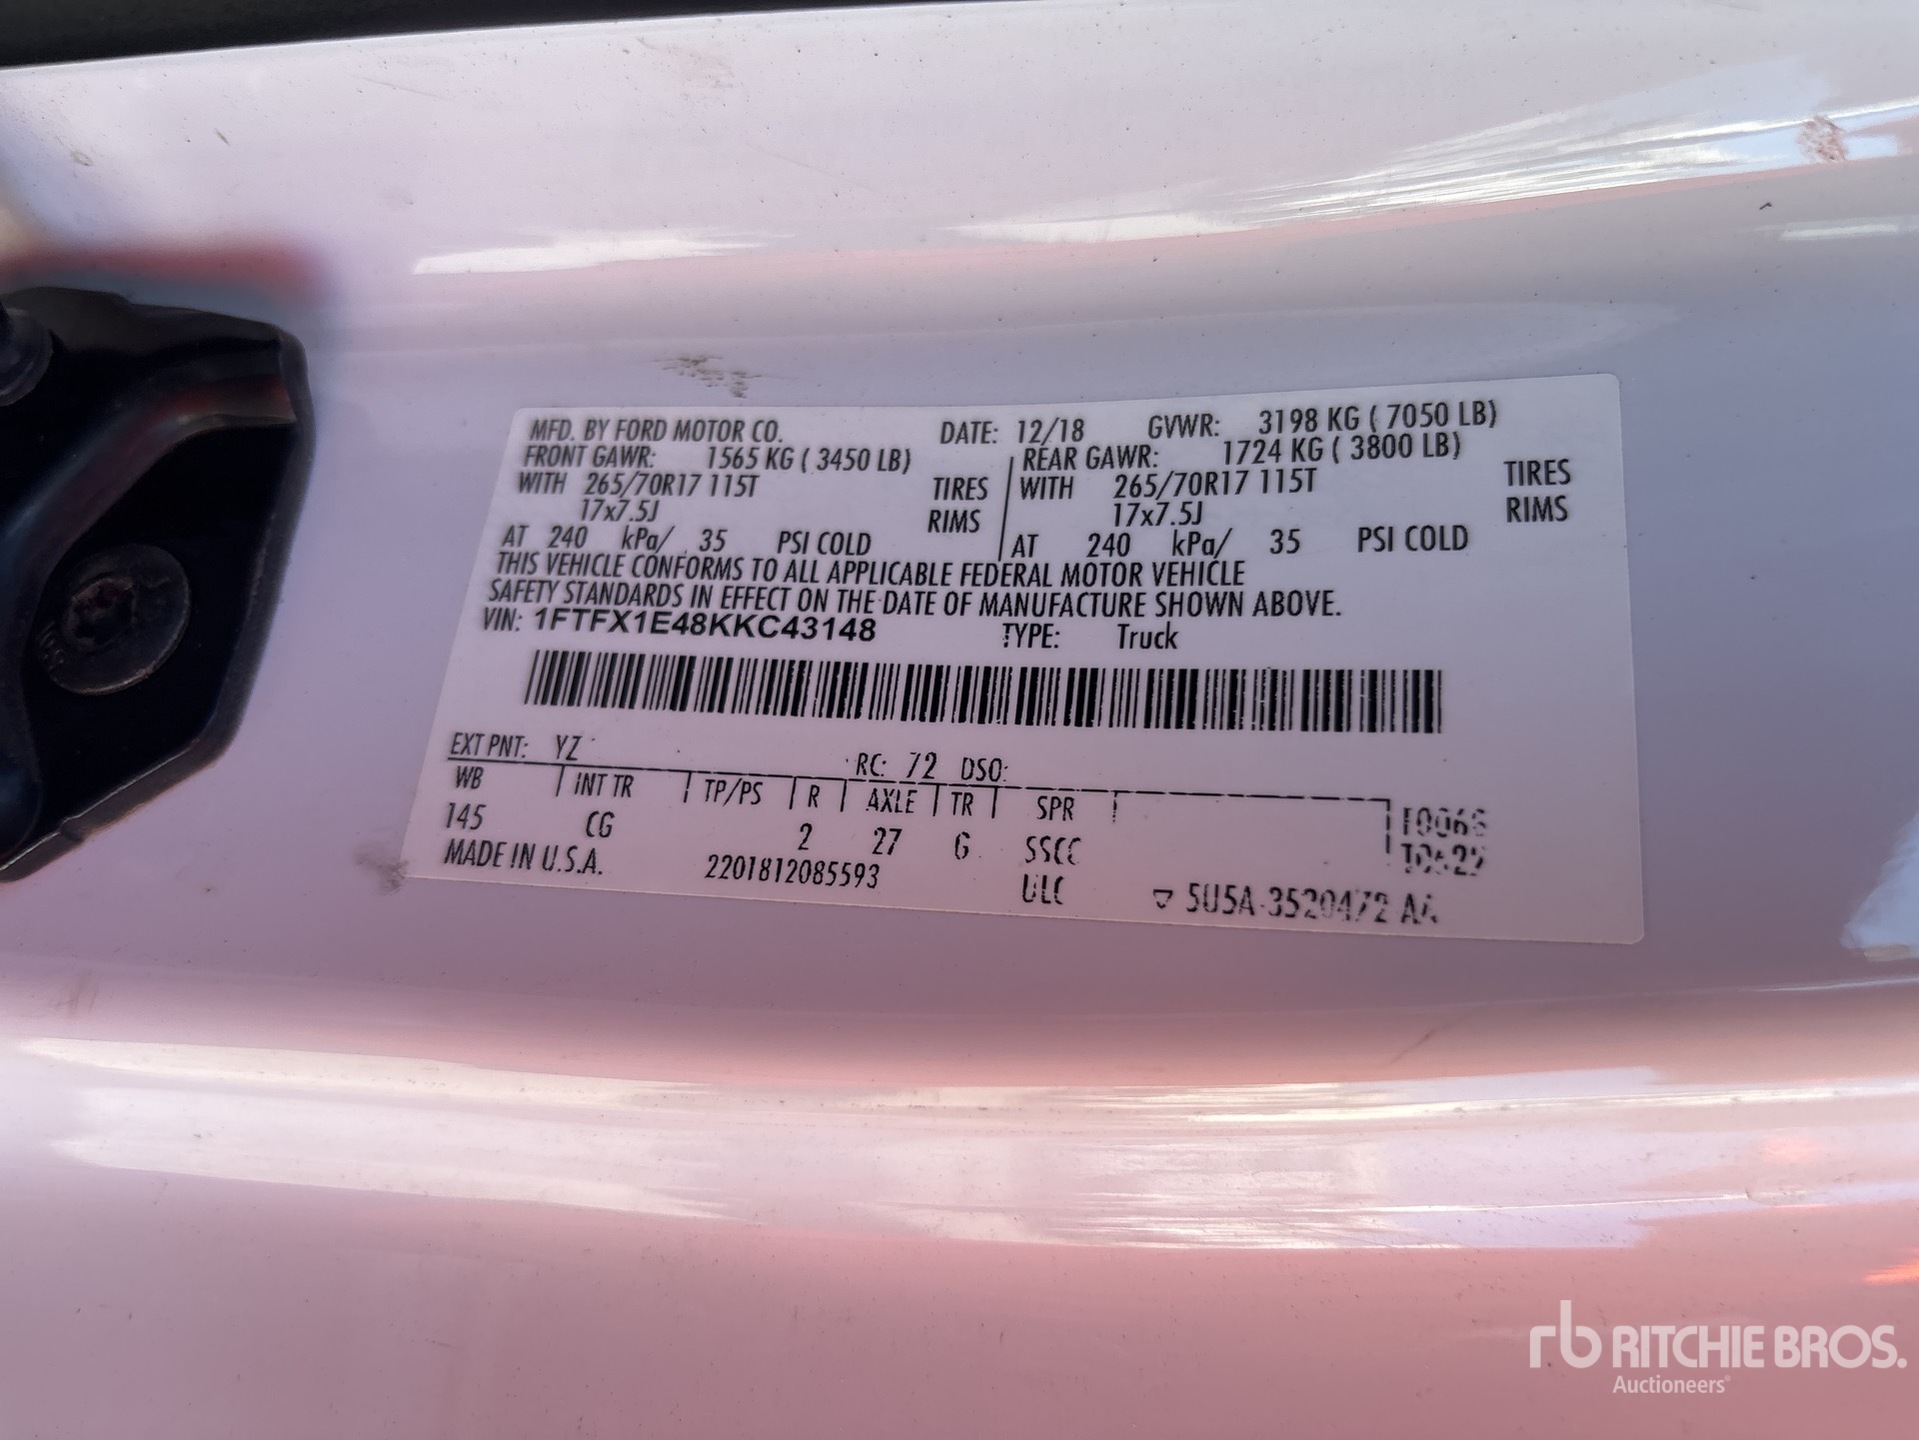 MFD. BY FORD MOTOR CO. DATE: 12/18 GVWR: 3198 KG ( 7050 LB)
FRONT GAWR: 1565 KG ( 3450 LB) REAR GAWR: 1724 KG ( 3800 LB)
WITH 265/70R17 115T TIRES WITH 265/70R17 115T TIRES
17x7.5J RIMS 17x7.5J RIMS
AT 240 kPa/ 35 PSI COLD AT 240 kPa/ 35 PSI COLD
THIS VEHICLE CONFORMS TO ALL APPLICABLE FEDERAL MOTOR VEHICLE
SAFETY STANDARDS IN EFFECT ON THE DATE OF MANUFACTURE SHOWN ABOVE.
VIN: 1FTFX1E48KKC43148 TYPE: Truck
EXT PNT: YZ RC: 72 DSO:
WB INT TR TP/PS R AXLE TR SPR
145 CG 2 27 6 SSCC
MADE IN U.S.A. 2201812085593 ULC 5U5A-3520472 AA
rb RITCHIE BROS.
Auctioneers